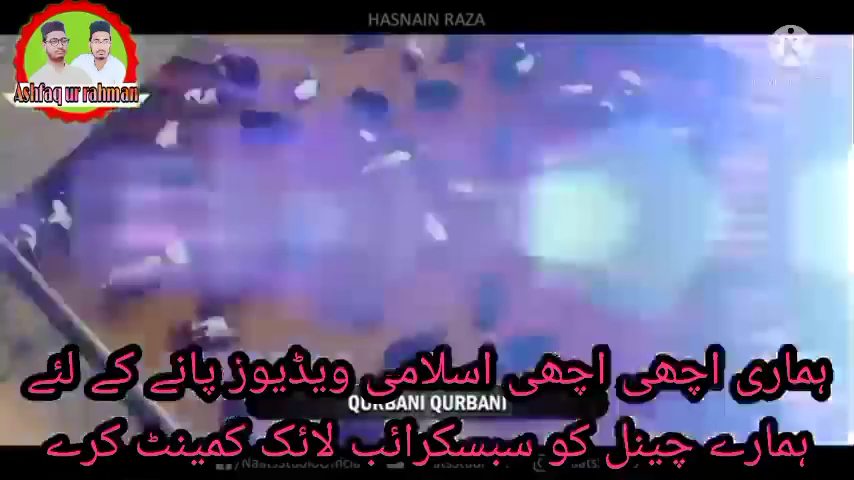 HASNAIN RAZA
Ashfaq ur rahman
ہماری اچھی اچھی اسلامی ویڈیوز پانے کے لئے
QURBANI QURBANI
ہمارے چینل کو سبسکرائب لائک کمینٹ کرے